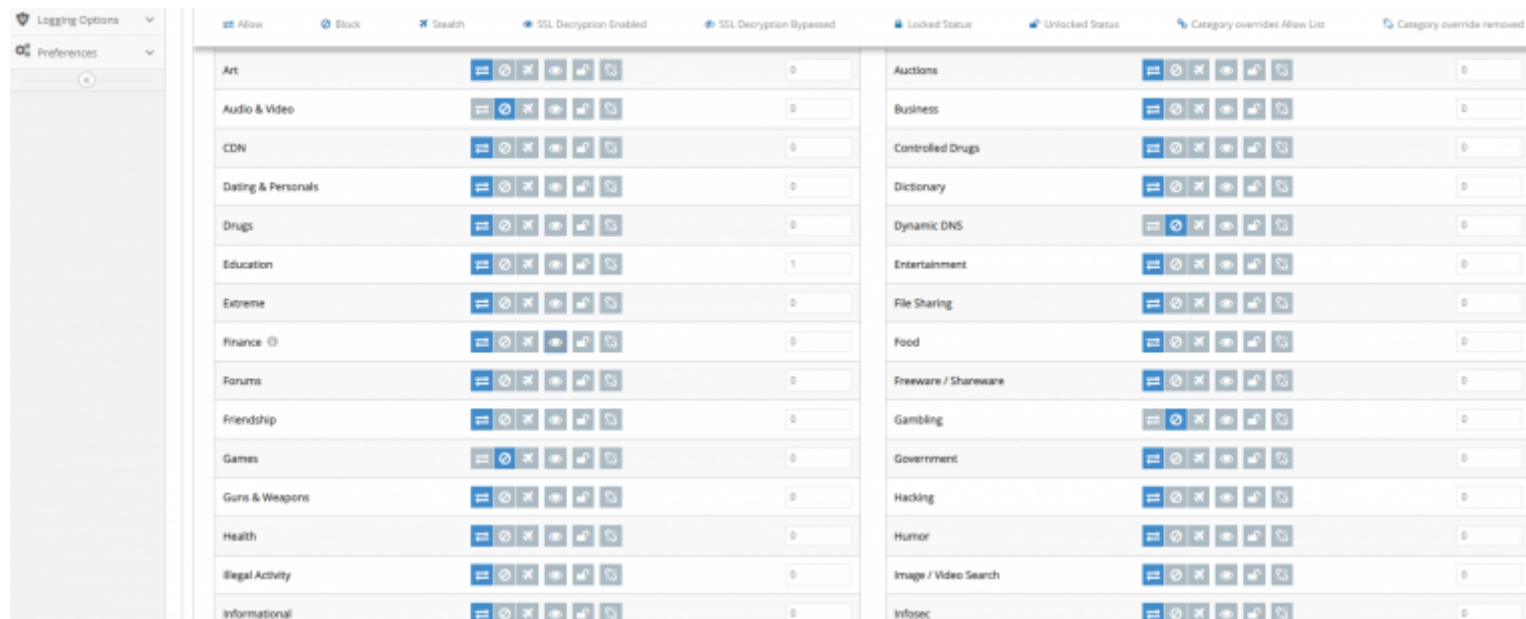 Logging Options
Allow Block Stealth SSL Decryption Enabled SSL Decryption Bypassed Locked Status Unlocked Status Category overrides Allow List Category override removed
Preferences
Art 0 Auctions 0
Audio & Video 0 Business 0
CDN 0 Controlled Drugs 0
Dating & Personals 0 Dictionary 0
Drugs 0 Dynamic DNS 0
Education 1 Entertainment 0
Extreme 0 File Sharing 0
Finance 0 Food 0
Forums 0 Freeware / Shareware 0
Friendship 0 Gambling 0
Games 0 Government 0
Guns & Weapons 0 Hacking 0
Health 0 Humor 0
Illegal Activity 0 Image / Video Search 0
Informational 0 Infosec 0